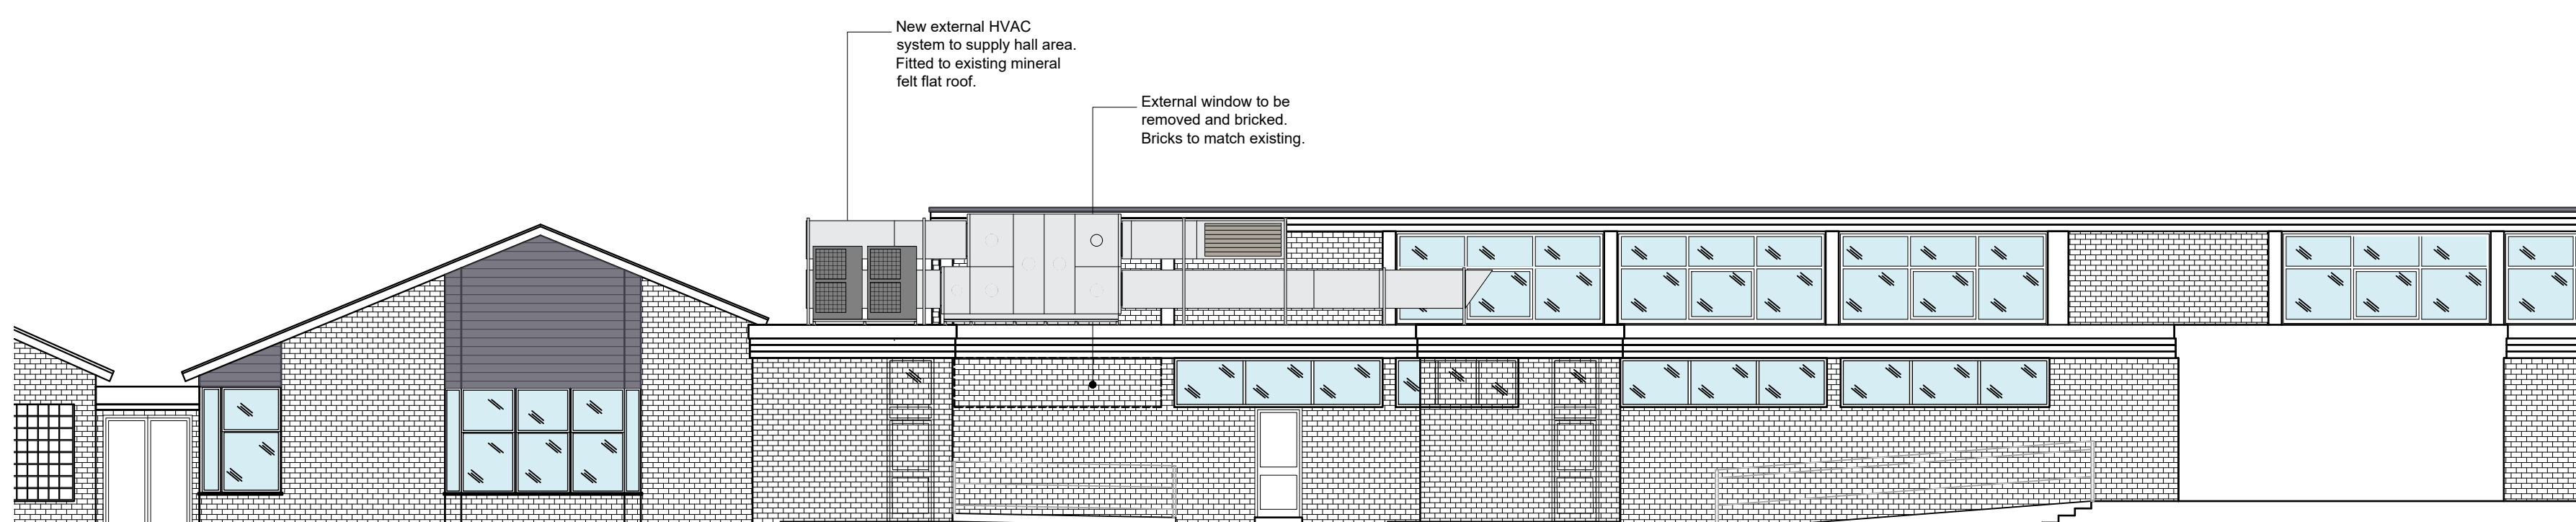 New external HVAC
system to supply hall area.
Fitted to existing mineral
felt flat roof.
External window to be
removed and bricked.
Bricks to match existing.